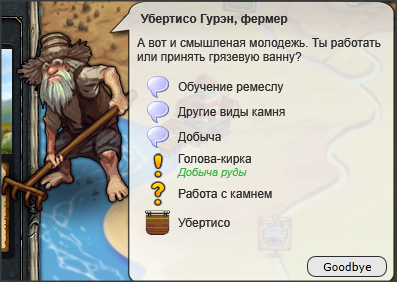 Убертисо Гурэн, фермер
А вот и смышленая молодежь. Ты работать
или принять грязевую ванну?
Обучение ремеслу
Другие виды камня
Добыча
Голова-кирка
Добыча руды
Работа с камнем
Убертисо
Goodbye